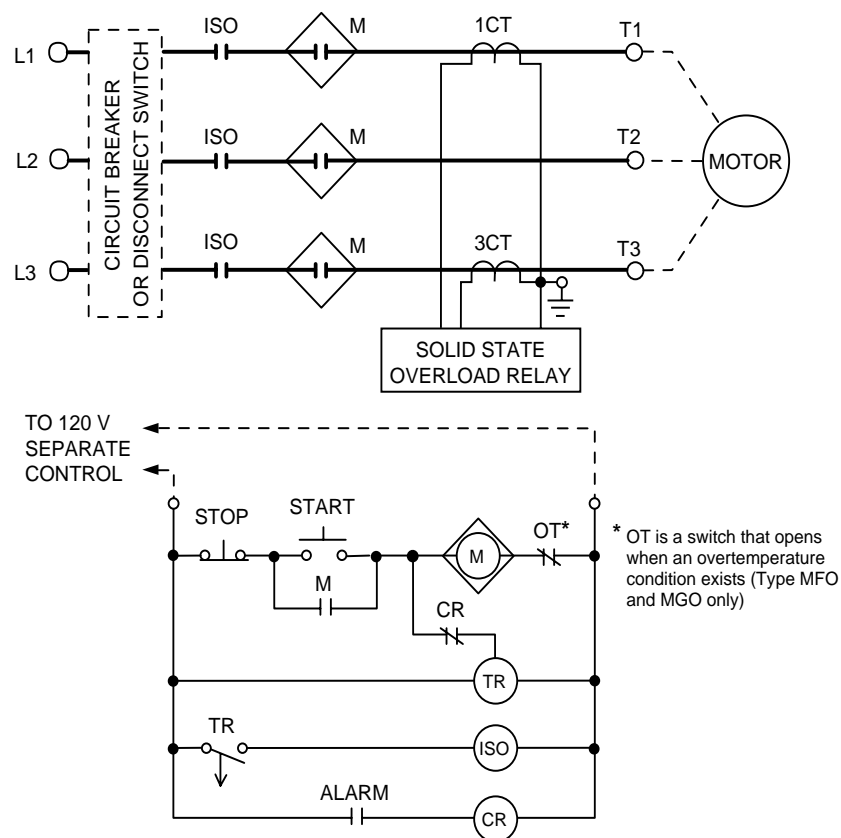 ISO
M
1CT
T1
L1
CIRCUIT BREAKER
OR DISCONNECT SWITCH
ISO
M
T2
L2
MOTOR
ISO
M
3CT
T3
L3
SOLID STATE
OVERLOAD RELAY
TO 120 V
SEPARATE
CONTROL
STOP
START
OT*
M
* OT is a switch that opens
when an overtemperature
condition exists (Type MFO
and MGO only)
M
CR
TR
TR
ISO
ALARM
CR